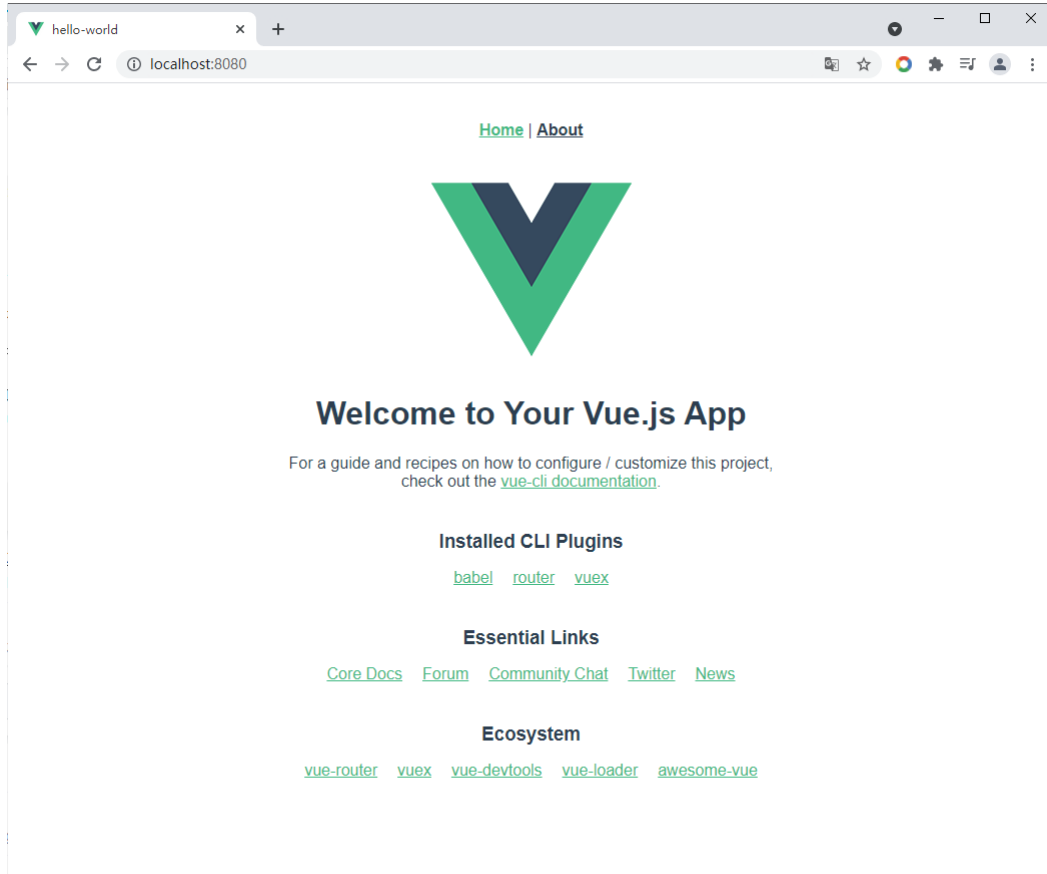 hello-world
localhost:8080
Home | About
Welcome to Your Vue.js App
For a guide and recipes on how to configure / customize this project,
check out the vue-cli documentation.
Installed CLI Plugins
babel router vuex
Essential Links
Core Docs Forum Community Chat Twitter News
Ecosystem
vue-router vuex vue-devtools vue-loader awesome-vue